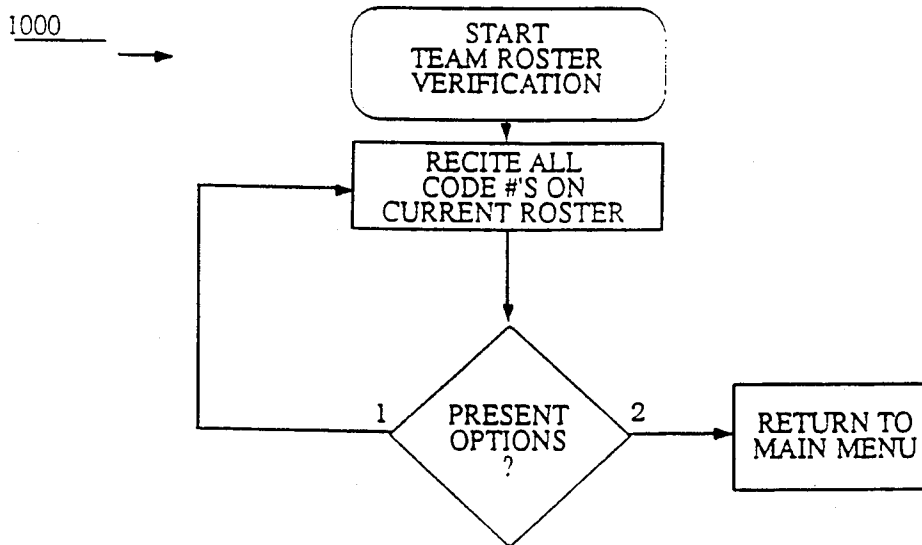 1000
START
TEAM ROSTER
VERIFICATION
RECITE ALL
CODE #'S ON
CURRENT ROSTER
1
PRESENT
OPTIONS
?
2
RETURN TO
MAIN MENU